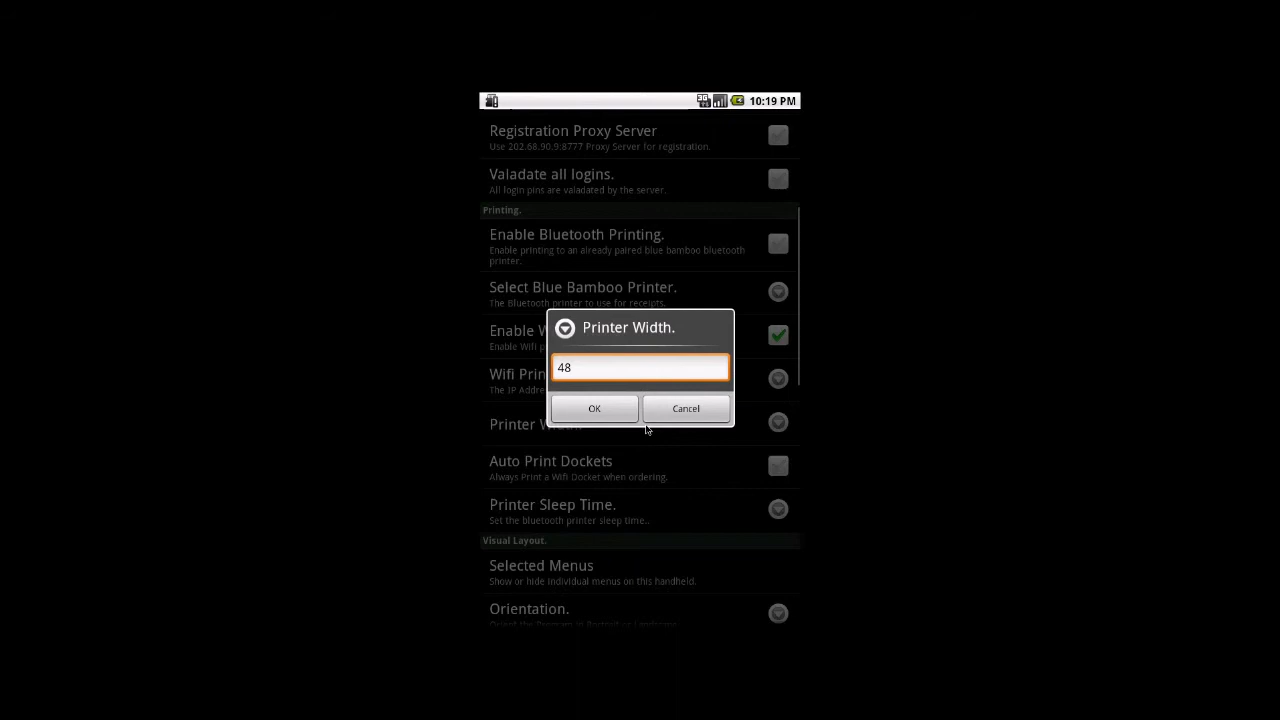 10:19 PM
Registration Proxy Server
Use 202.68.90.9:8777 Proxy Server for registration.
Valadate all logins.
All login pins are valadated by the server.
Printing.
Enable Bluetooth Printing.
Enable printing to an already paired blue bamboo bluetooth
printer.
Select Blue Bamboo Printer.
The Bluetooth printer to use for receipts.
Printer Width.
Enable W
Enable Wifi p
48
Wifi Prin
The IP Addre
OK
Cancel
Printer W
Auto Print Dockets
Always Print a Wifi Docket when ordering.
Printer Sleep Time.
Set the bluetooth printer sleep time..
Visual Layout.
Selected Menus
Show or hide individual menus on this handheld.
Orientation.